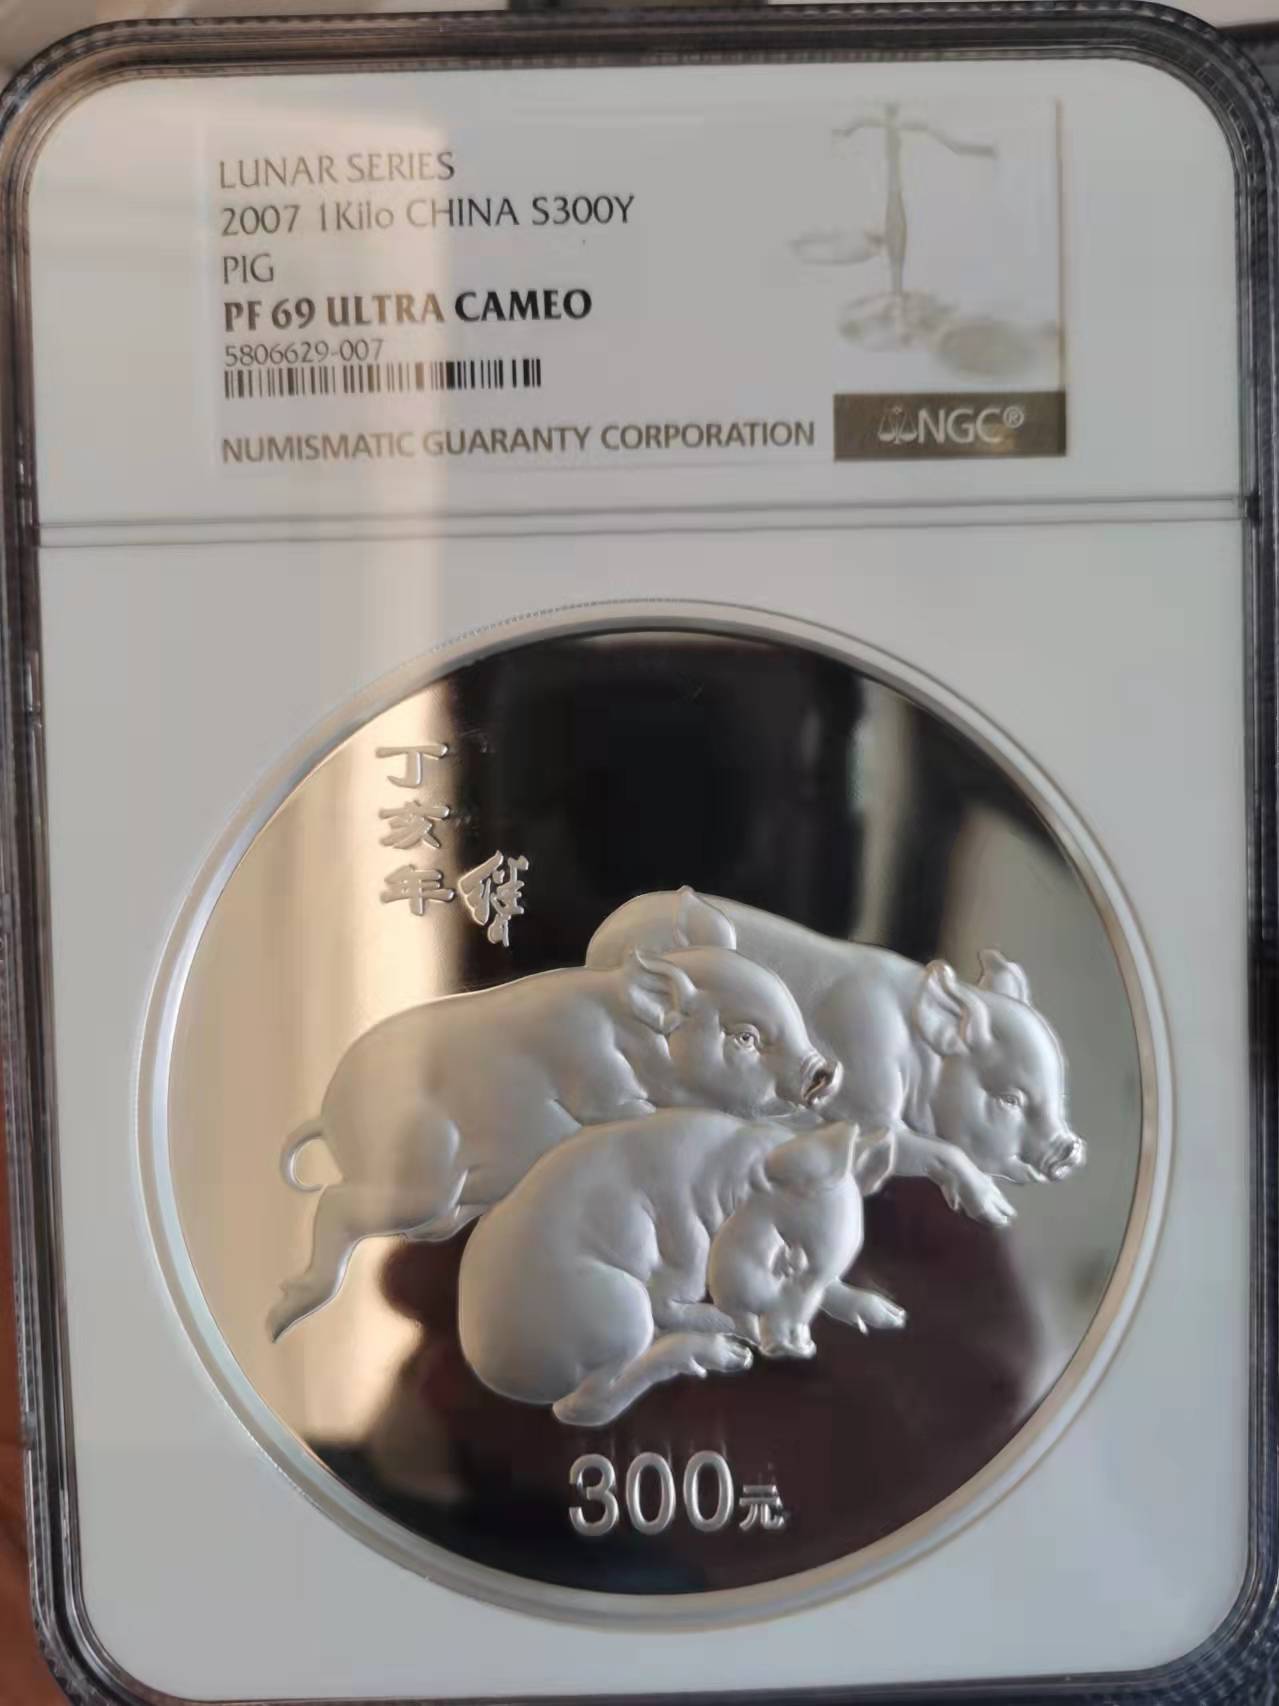 LUNAR SERIES
2007 1Kilo CHINA S300Y
PIG
PF 69 ULTRA CAMEO
5806629-007
NUMISMATIC GUARANTY CORPORATION
NGC®
丁亥年
300元